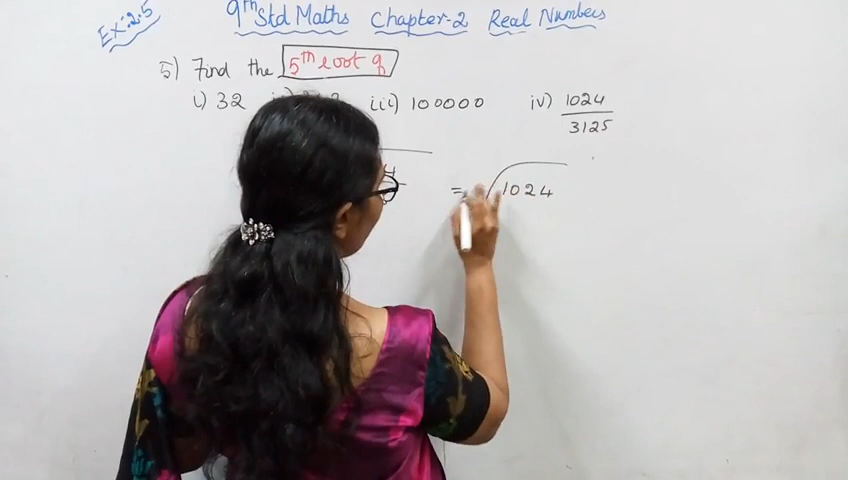 Ex: 2.5
9th Std Maths Chapter-2 Real Numbers
5) Find the 5th root of
i) 32 iii) 100000 iv) 1024/3125
= √1024